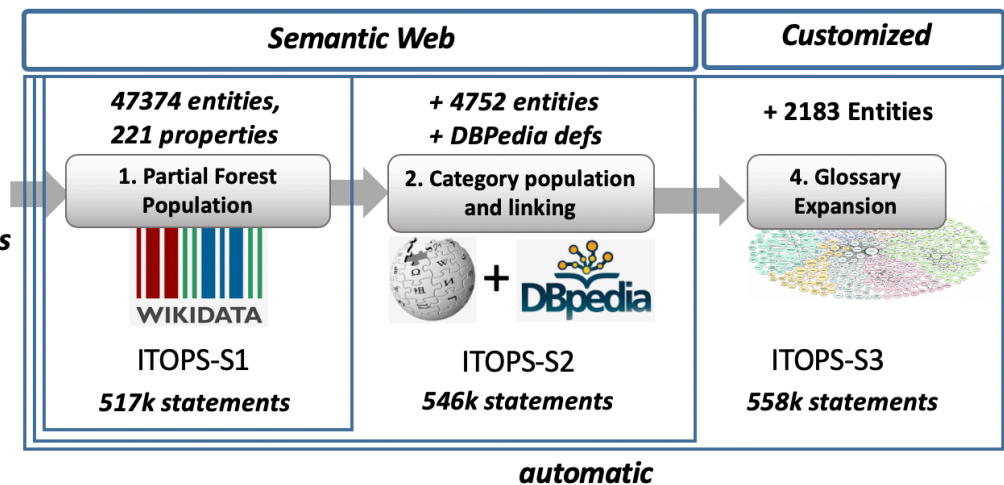 Semantic Web
Customized
47374 entities,
221 properties
+ 4752 entities
+ DBPedia defs
+ 2183 Entities
1. Partial Forest
Population
2. Category population
and linking
4. Glossary
Expansion
s
WIKIDATA
+
DBpedia
ITOPS-S1
ITOPS-S2
ITOPS-S3
517k statements
546k statements
558k statements
automatic